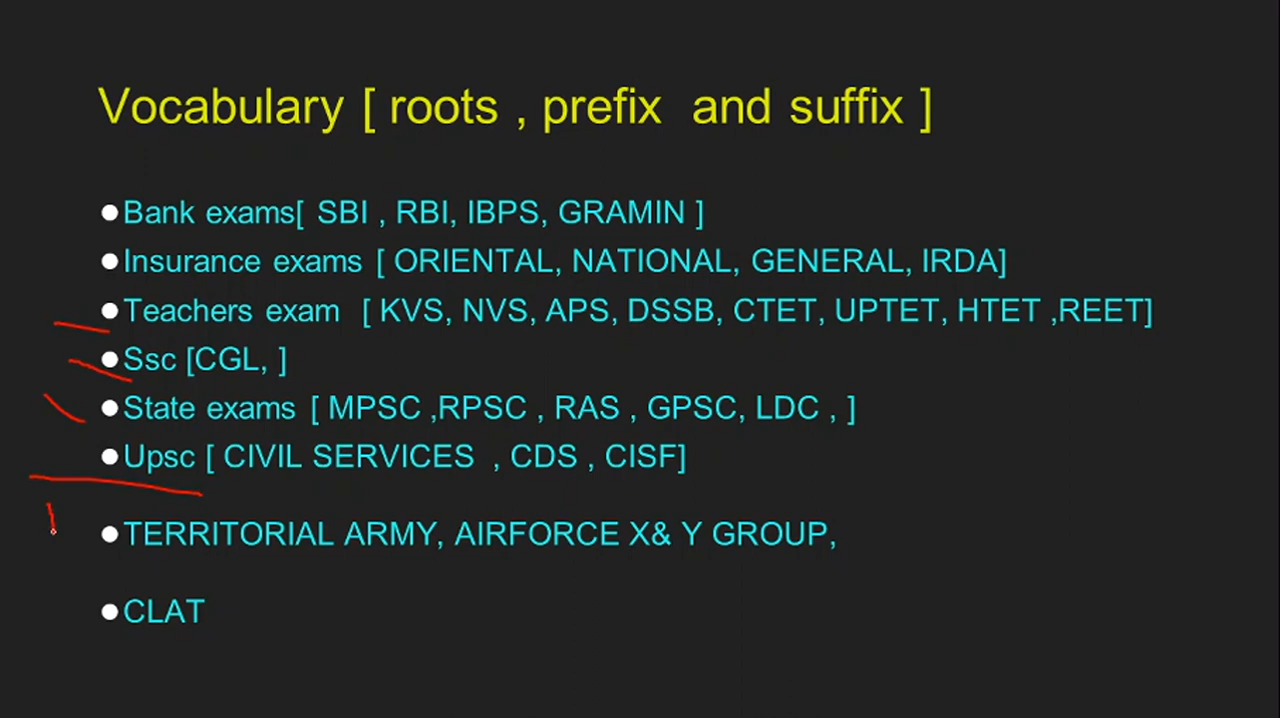 Vocabulary [ roots , prefix and suffix ]
●Bank exams[ SBI , RBI, IBPS, GRAMIN ]
●Insurance exams [ ORIENTAL, NATIONAL, GENERAL, IRDA]
●Teachers exam [ KVS, NVS, APS, DSSB, CTET, UPTET, HTET ,REET]
●Ssc [CGL, ]
●State exams [ MPSC ,RPSC , RAS , GPSC, LDC , ]
●Upsc [ CIVIL SERVICES , CDS , CISF]
●TERRITORIAL ARMY, AIRFORCE X& Y GROUP,
●CLAT